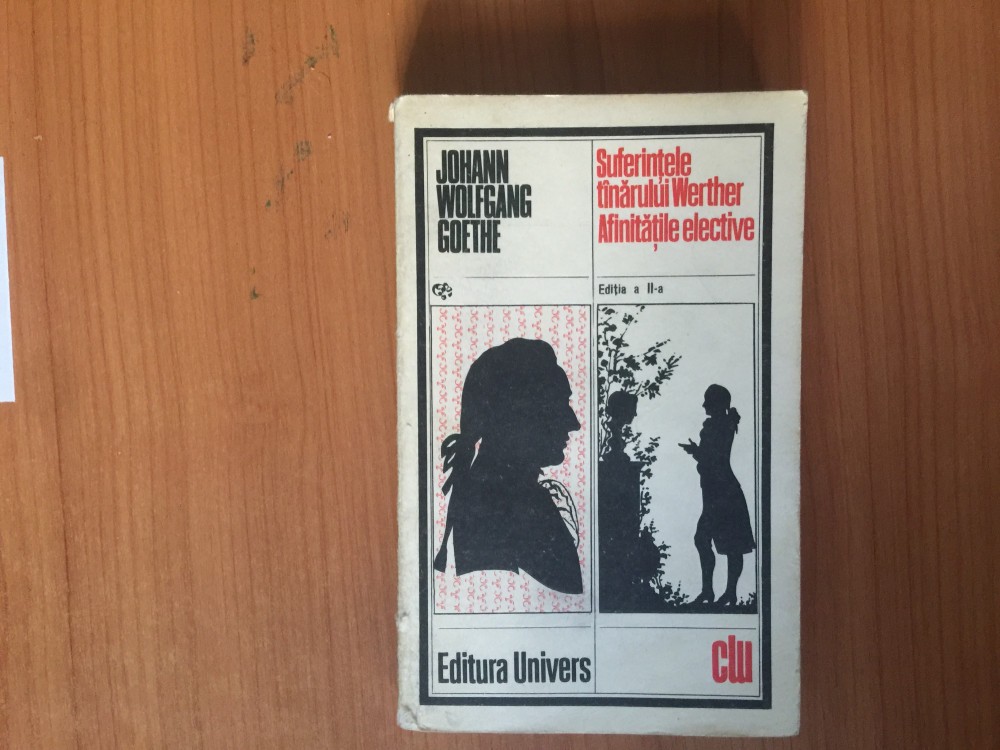 JOHANN
WOLFGANG
GOETHE
Suferințele
tînărului Werther
Afinitățile elective
Ediția a II-a
Editura Univers
clu